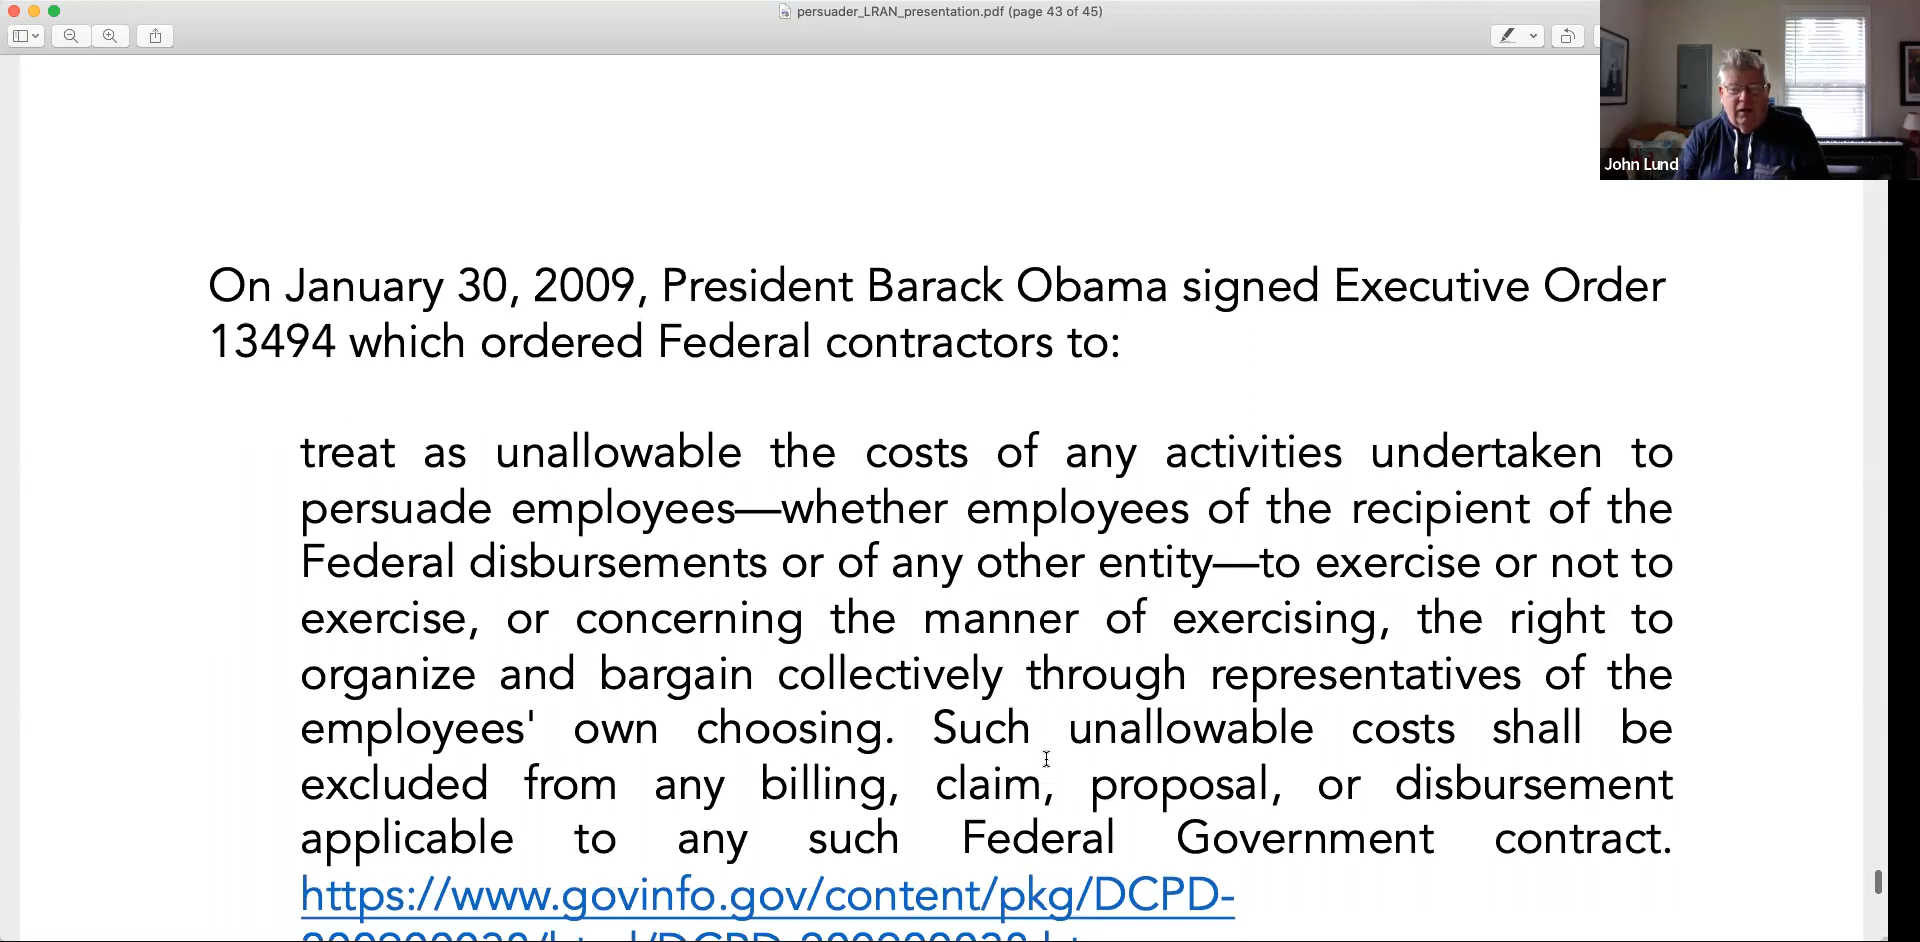 persuader_LRAN_presentation.pdf (page 43 of 45)
John Lund
On January 30, 2009, President Barack Obama signed Executive Order
13494 which ordered Federal contractors to:
treat as unallowable the costs of any activities undertaken to
persuade employees—whether employees of the recipient of the
Federal disbursements or of any other entity—to exercise or not to
exercise, or concerning the manner of exercising, the right to
organize and bargain collectively through representatives of the
employees' own choosing. Such unallowable costs shall be
excluded from any billing, claim, proposal, or disbursement
applicable to any such Federal Government contract.
https://www.govinfo.gov/content/pkg/DCPD-